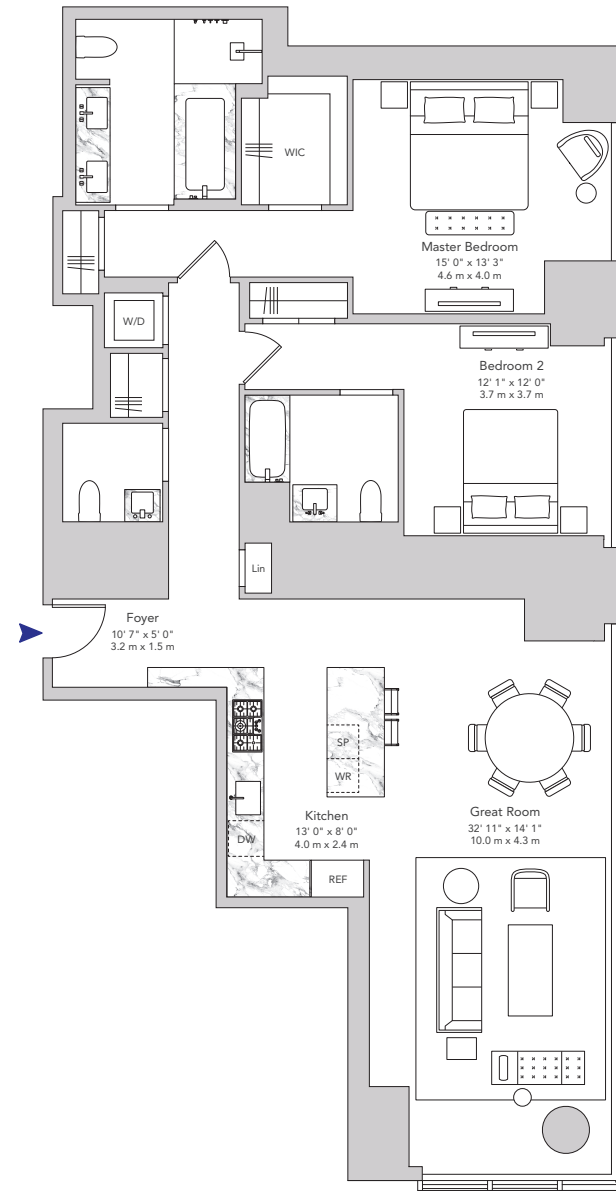 WIC
Master Bedroom
15' 0" x 13' 3"
4.6 m x 4.0 m
W/D
Bedroom 2
12' 1" x 12' 0"
3.7 m x 3.7 m
Lin
Foyer
10' 7" x 5' 0"
3.2 m x 1.5 m
SP
WR
Kitchen
13' 0" x 8' 0"
4.0 m x 2.4 m
DW
REF
Great Room
32' 11" x 14' 1"
10.0 m x 4.3 m